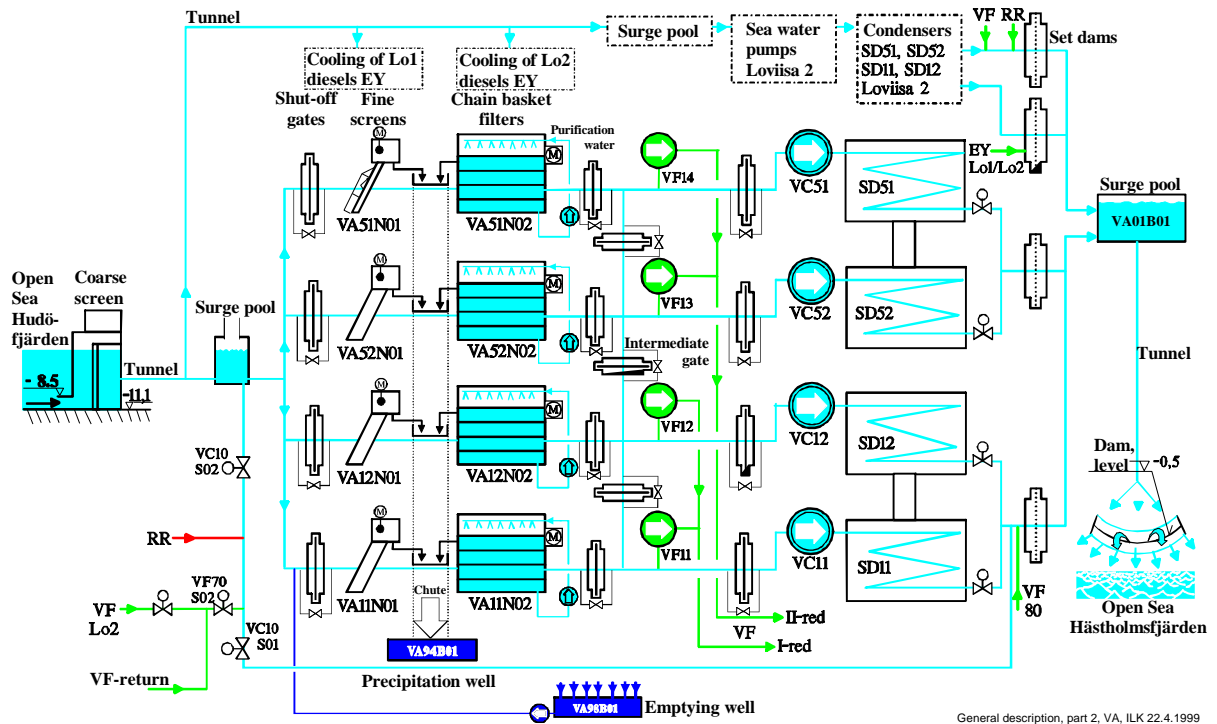 Tunnel
VF RR
Surge pool
Sea water
pumps
Loviisa 2
Condensers
SD51, SD52
SD11, SD12
Loviisa 2
Set dams
Cooling of Lo1
diesels EY
Cooling of Lo2
diesels EY
Shut-off
gates
Fine
screens
Chain basket
filters
Purification
water
M
M
VA51N01
VA51N02
VF14
VC51
SD51
EY
Lo1/Lo2
Surge pool
VA01B01
Open
Sea
Hudö-
fjärden
Coarse
screen
Surge pool
M
M
VA52N01
VA52N02
VF13
VC52
SD52
Intermediate
gate
Tunnel
Tunnel
- 8.5
-11,1
M
M
VA12N01
VA12N02
VF12
VC12
SD12
VC10
S02
Dam,
level
-0,5
RR
M
M
VA11N01
VA11N02
VF11
VC11
SD11
VF70
S02
VF
Lo2
VC10
S01
VF-return
Chute
VA94B01
Precipitation well
VF
II-red
I-red
VF
80
Open Sea
Hästholmsfjärden
VA96B01
Emptying well
General description, part 2, VA, ILK 22.4.1999